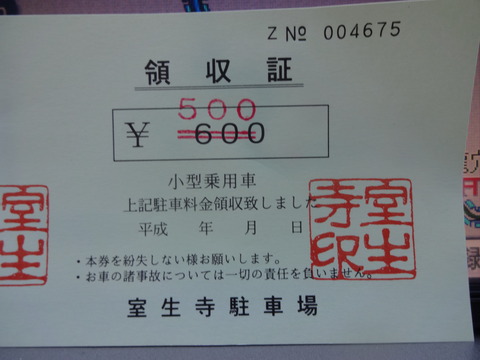 Z № 004675
領収証
500
¥ 600
小型乗用車
上記駐車料金領収致しました
平成 年 月 日
・本券を紛失しない様お願いします。
・お車の諸事故については一切の責任を負いません。
室生寺駐車場
室生
室生
寺印